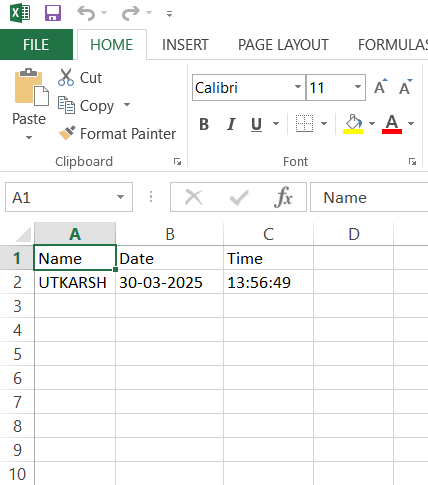 FILE HOME INSERT PAGE LAYOUT FORMULAS
Cut
Copy
Format Painter
Paste
Clipboard
Calibri 11
B I U A
Font
A1 fx Name
A B C D
1 Name Date Time
2 UTKARSH 30-03-2025 13:56:49
3
4
5
6
7
8
9
10